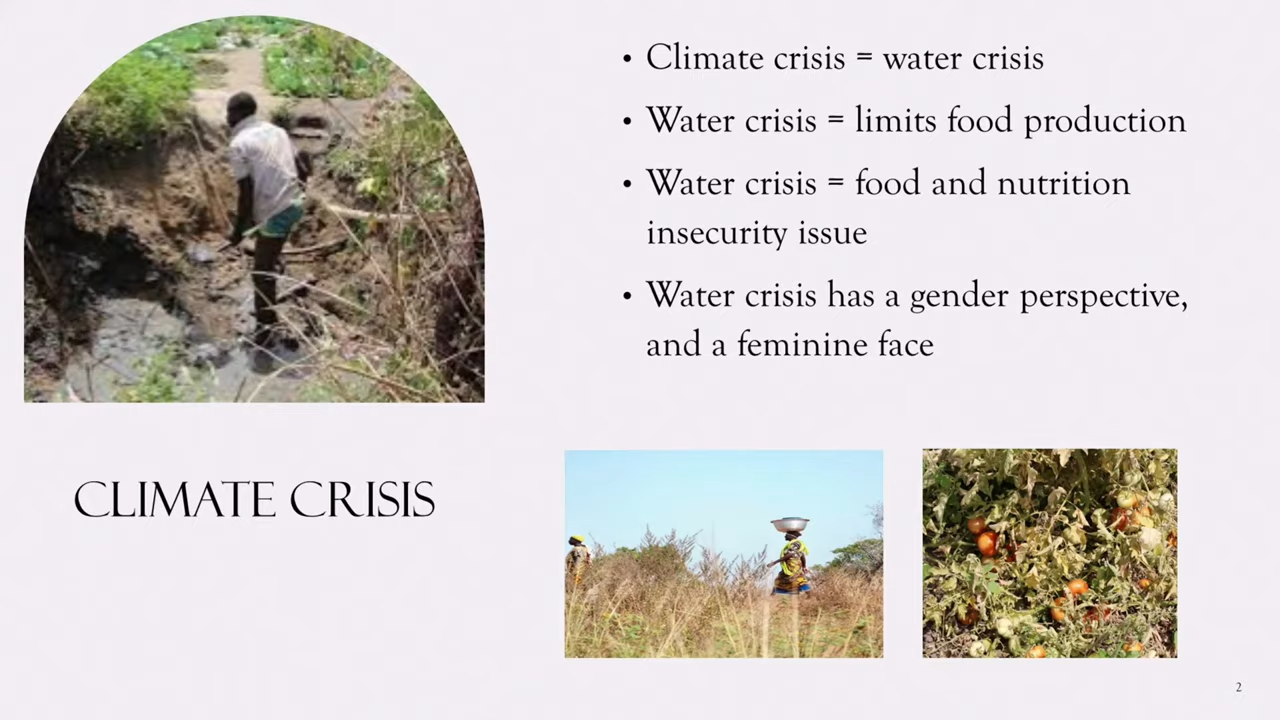 • Climate crisis = water crisis
• Water crisis = limits food production
• Water crisis = food and nutrition
insecurity issue
• Water crisis has a gender perspective,
and a feminine face
CLIMATE CRISIS
2